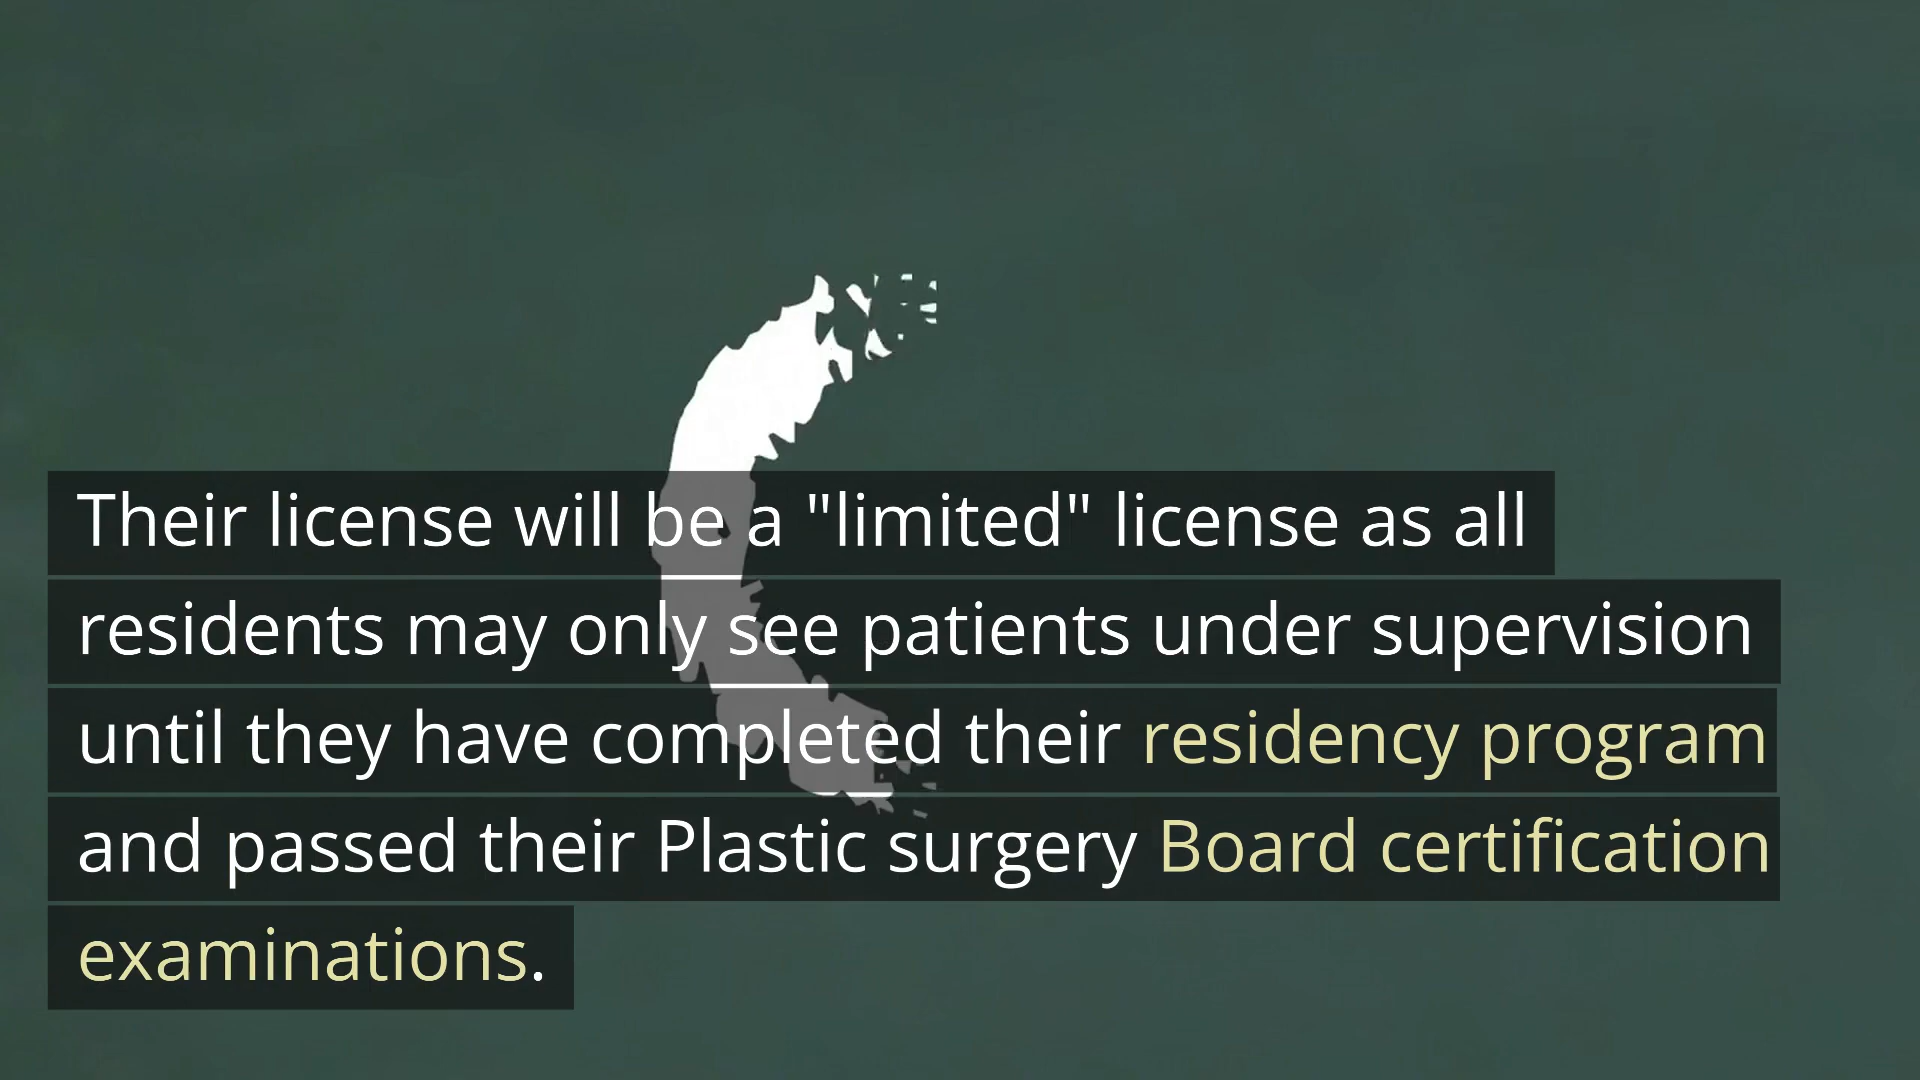 Their license will be a "limited" license as all
residents may only see patients under supervision
until they have completed their residency program
and passed their Plastic surgery Board certification
examinations.